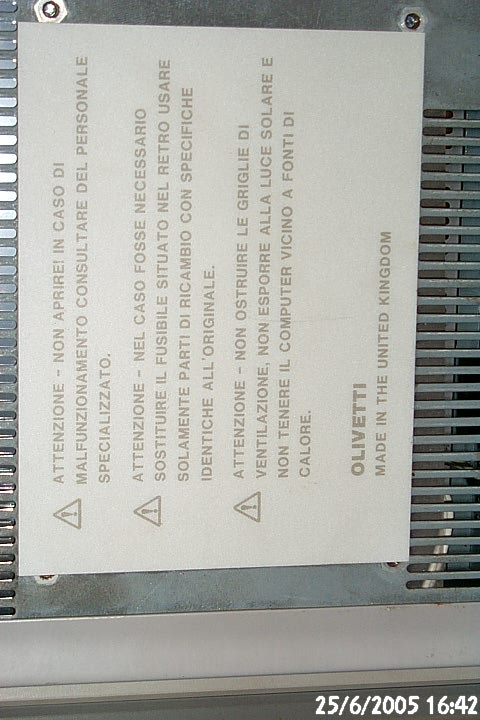 ATTENZIONE - NON APRIRE! IN CASO DI
MALFUNZIONAMENTO CONSULTARE DEL PERSONALE
SPECIALIZZATO.
ATTENZIONE - NEL CASO FOSSE NECESSARIO
SOSTITUIRE IL FUSIBILE SITUATO NEL RETRO USARE
SOLAMENTE PARTI DI RICAMBIO CON SPECIFICHE
IDENTICHE ALL'ORIGINALE.
ATTENZIONE - NON OSTRUIRE LE GRIGLIE DI
VENTILAZIONE, NON ESPORRE ALLA LUCE SOLARE E
NON TENERE IL COMPUTER VICINO A FONTI DI
CALORE.
OLIVETTI
MADE IN THE UNITED KINGDOM
25/6/2005 16:42